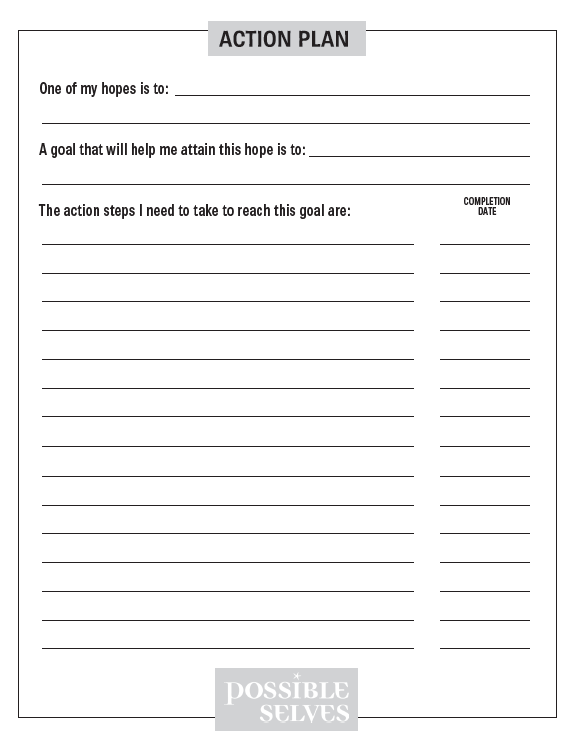 ACTION PLAN
One of my hopes is to:
A goal that will help me attain this hope is to:
The action steps I need to take to reach this goal are:
COMPLETION
DATE
POSSIBLE
SELVES